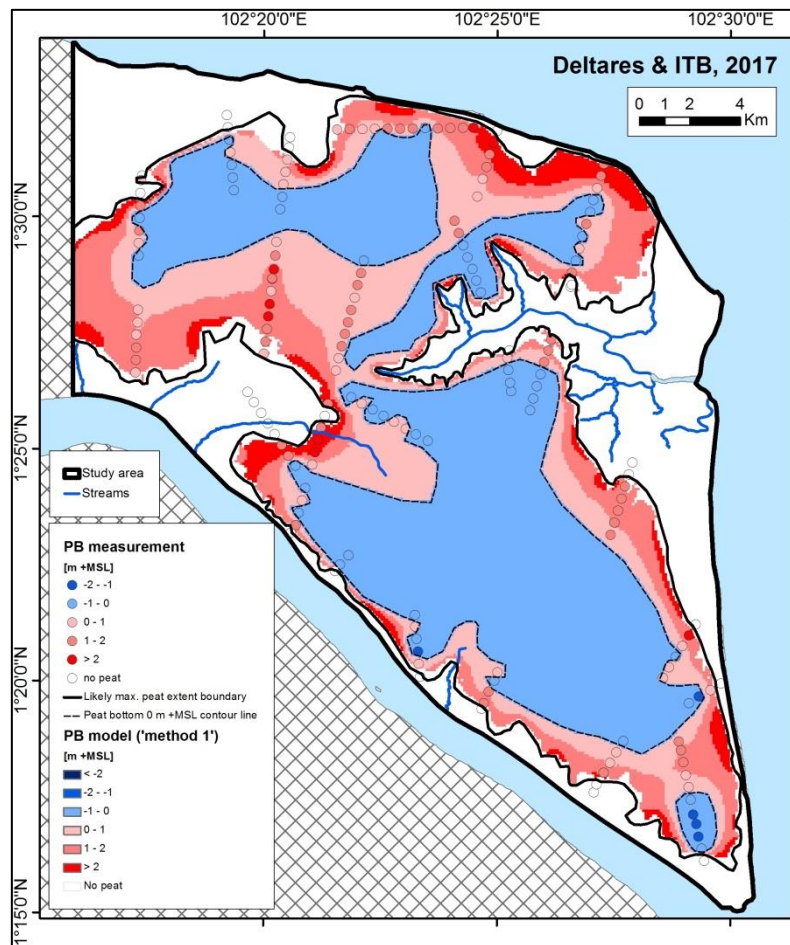 102°20'0"E 102°25'0"E 102°30'0"E
Deltares & ITB, 2017
0 1 2 4
Km
1°30'0"N
1°25'0"N
1°20'0"N
1°15'0"N
Study area
Streams
PB measurement
[m +MSL]
-2 - -1
-1 - 0
0 - 1
1 - 2
> 2
no peat
Likely max. peat extent boundary
Peat bottom 0 m +MSL contour line
PB model ('method 1')
[m +MSL]
< -2
-2 - -1
-1 - 0
0 - 1
1 - 2
> 2
No peat